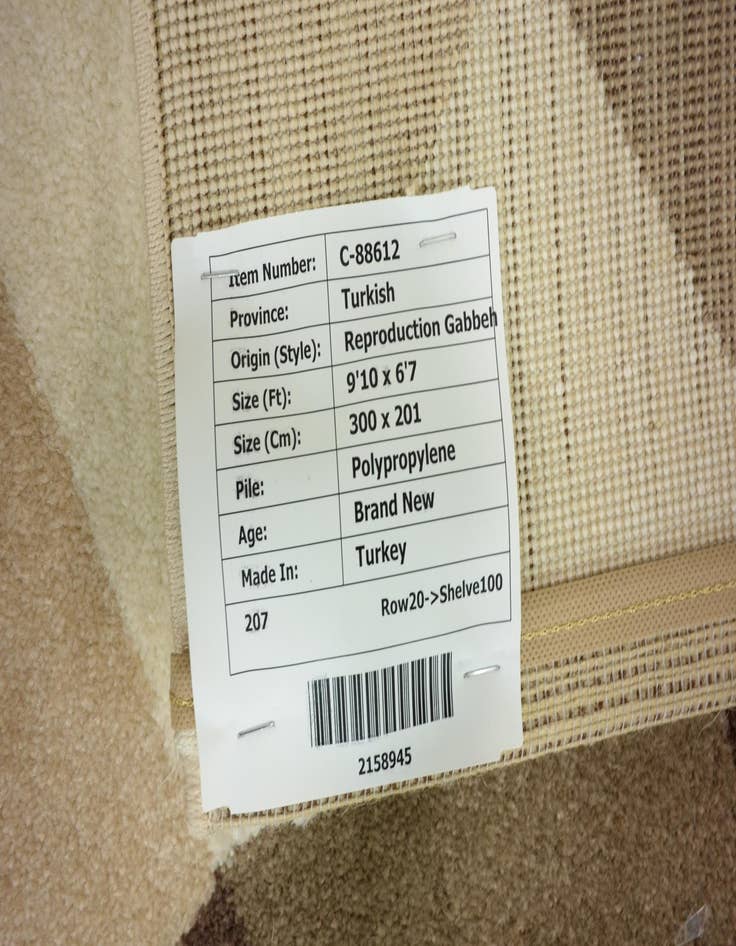 Item Number: C-88612
Province: Turkish
Origin (Style): Reproduction Gabbeh
Size (Ft): 9'10 x 6'7
Size (Cm): 300 x 201
Pile: Polypropylene
Age: Brand New
Made In: Turkey
207 Row20->Shelve100
2158945